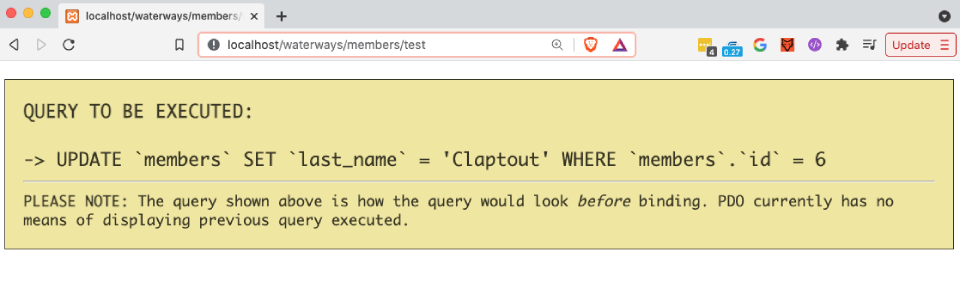 localhost/waterways/members/
localhost/waterways/members/test
4
0.27
G
Update
QUERY TO BE EXECUTED:
-> UPDATE `members` SET `last_name` = 'Claptout' WHERE `members`.`id` = 6
PLEASE NOTE: The query shown above is how the query would look before binding. PDO currently has no
means of displaying previous query executed.